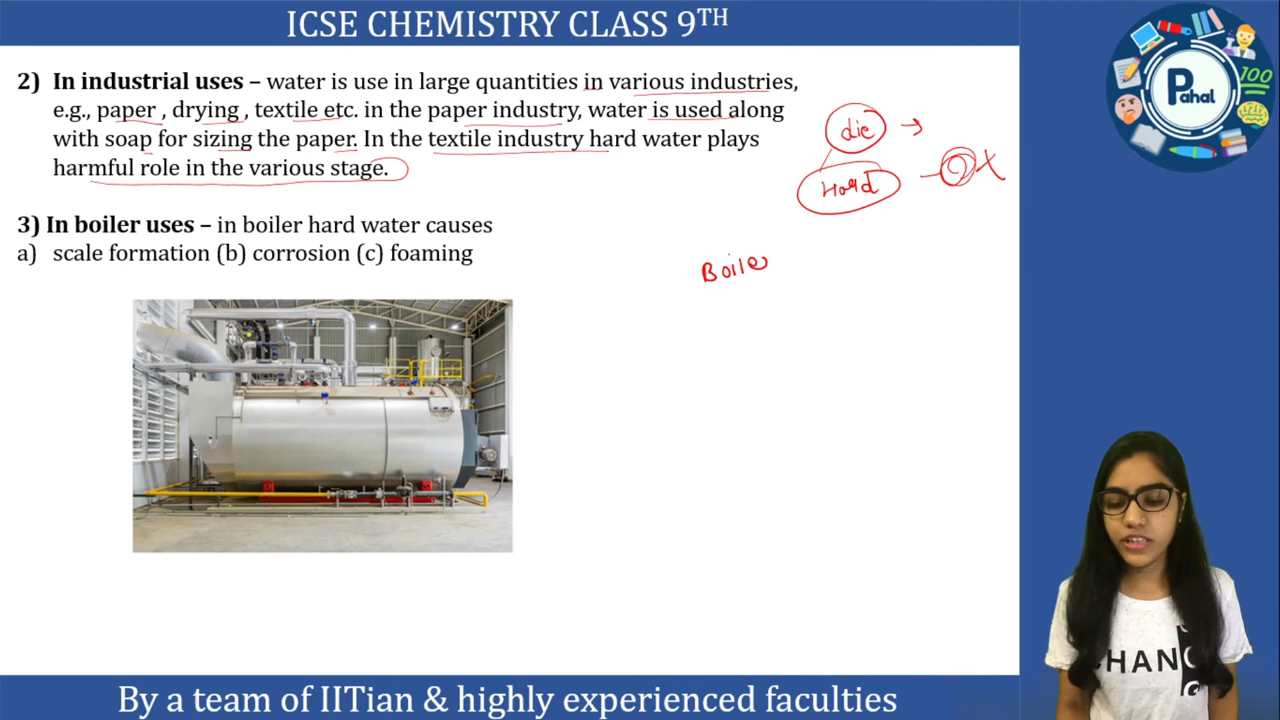 ICSE CHEMISTRY CLASS 9TH
2) In industrial uses – water is use in large quantities in various industries,
e.g., paper , drying , textile etc. in the paper industry, water is used along
with soap for sizing the paper. In the textile industry hard water plays
harmful role in the various stage.
die
Hard
3) In boiler uses – in boiler hard water causes
a) scale formation (b) corrosion (c) foaming
Boiler
Pahal
100
CHANG
By a team of IITian & highly experienced faculties